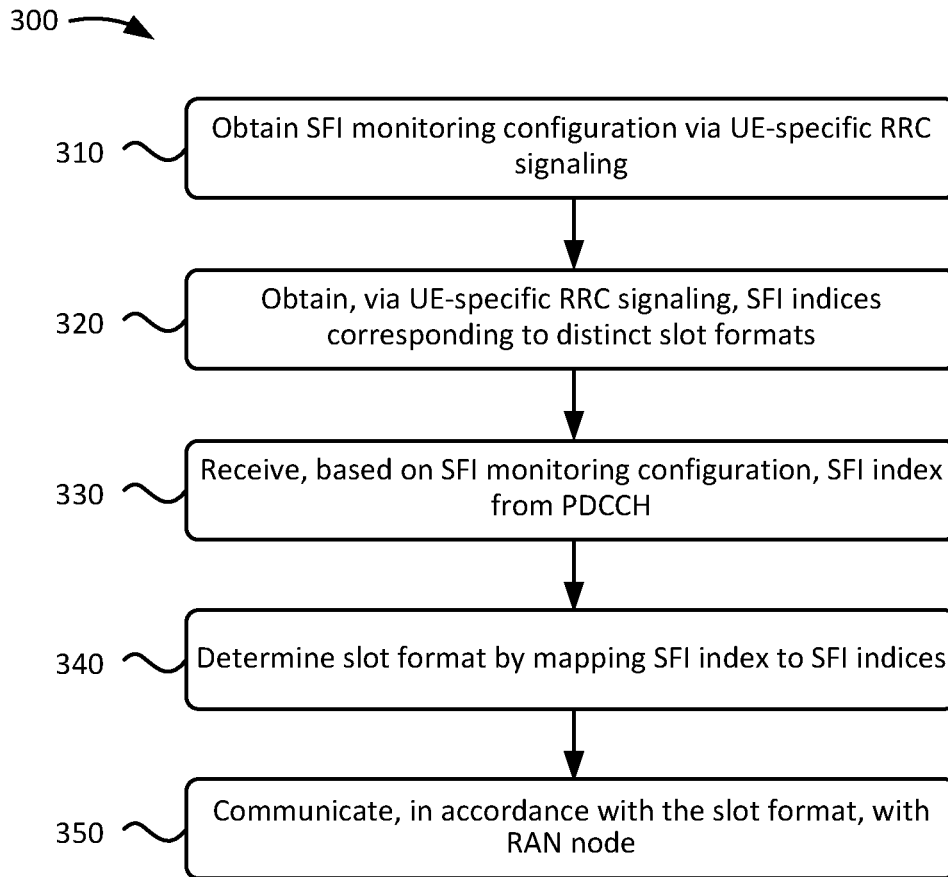 300
310
Obtain SFI monitoring configuration via UE-specific RRC
signaling
320
Obtain, via UE-specific RRC signaling, SFI indices
corresponding to distinct slot formats
330
Receive, based on SFI monitoring configuration, SFI index
from PDCCH
340
Determine slot format by mapping SFI index to SFI indices
350
Communicate, in accordance with the slot format, with
RAN node